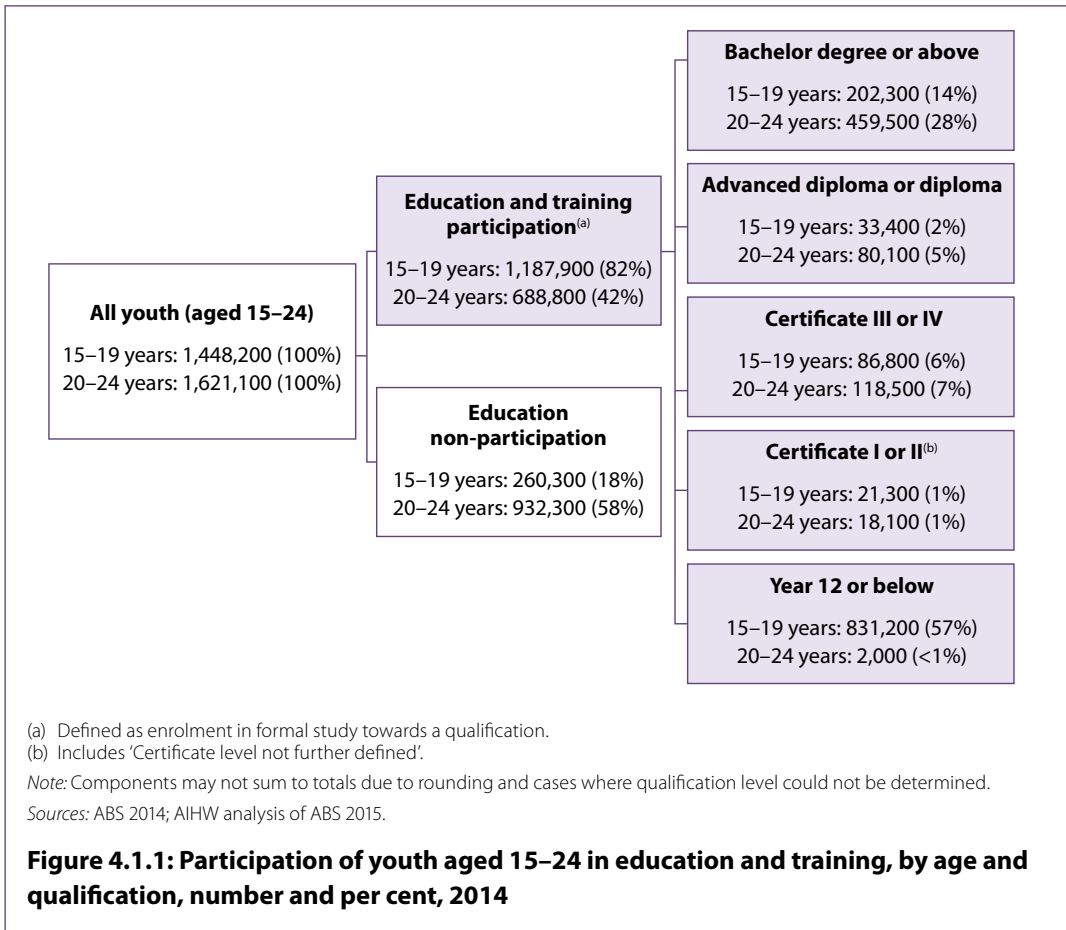 All youth (aged 15–24)
15–19 years: 1,448,200 (100%)
20–24 years: 1,621,100 (100%)
Education and training
participation(a)
15–19 years: 1,187,900 (82%)
20–24 years: 688,800 (42%)
Education
non-participation
15–19 years: 260,300 (18%)
20–24 years: 932,300 (58%)
Bachelor degree or above
15–19 years: 202,300 (14%)
20–24 years: 459,500 (28%)
Advanced diploma or diploma
15–19 years: 33,400 (2%)
20–24 years: 80,100 (5%)
Certificate III or IV
15–19 years: 86,800 (6%)
20–24 years: 118,500 (7%)
Certificate I or II(b)
15–19 years: 21,300 (1%)
20–24 years: 18,100 (1%)
Year 12 or below
15–19 years: 831,200 (57%)
20–24 years: 2,000 (<1%)
(a) Defined as enrolment in formal study towards a qualification.
(b) Includes ‘Certificate level not further defined’.
Note: Components may not sum to totals due to rounding and cases where qualification level could not be determined.
Sources: ABS 2014; AIHW analysis of ABS 2015.
Figure 4.1.1: Participation of youth aged 15–24 in education and training, by age and
qualification, number and per cent, 2014